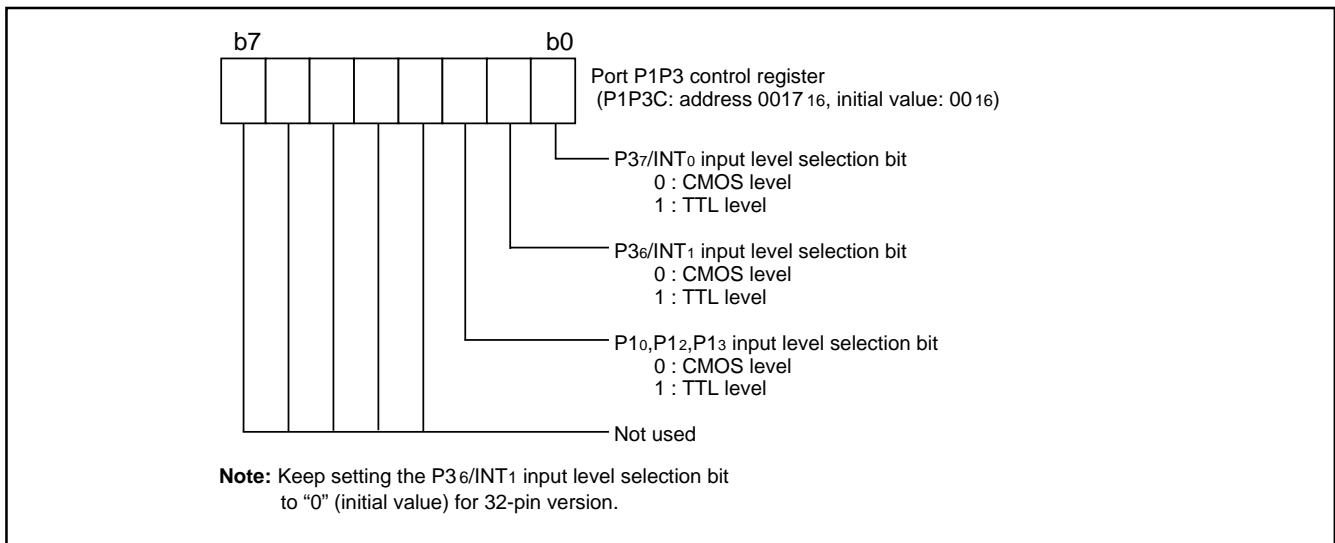 b7 b0
Port P1P3 control register
(P1P3C: address 0017 16, initial value: 00 16)
P37/INT0 input level selection bit
0 : CMOS level
1 : TTL level
P36/INT1 input level selection bit
0 : CMOS level
1 : TTL level
P10,P12,P13 input level selection bit
0 : CMOS level
1 : TTL level
Not used
Note: Keep setting the P36/INT1 input level selection bit
to “0” (initial value) for 32-pin version.